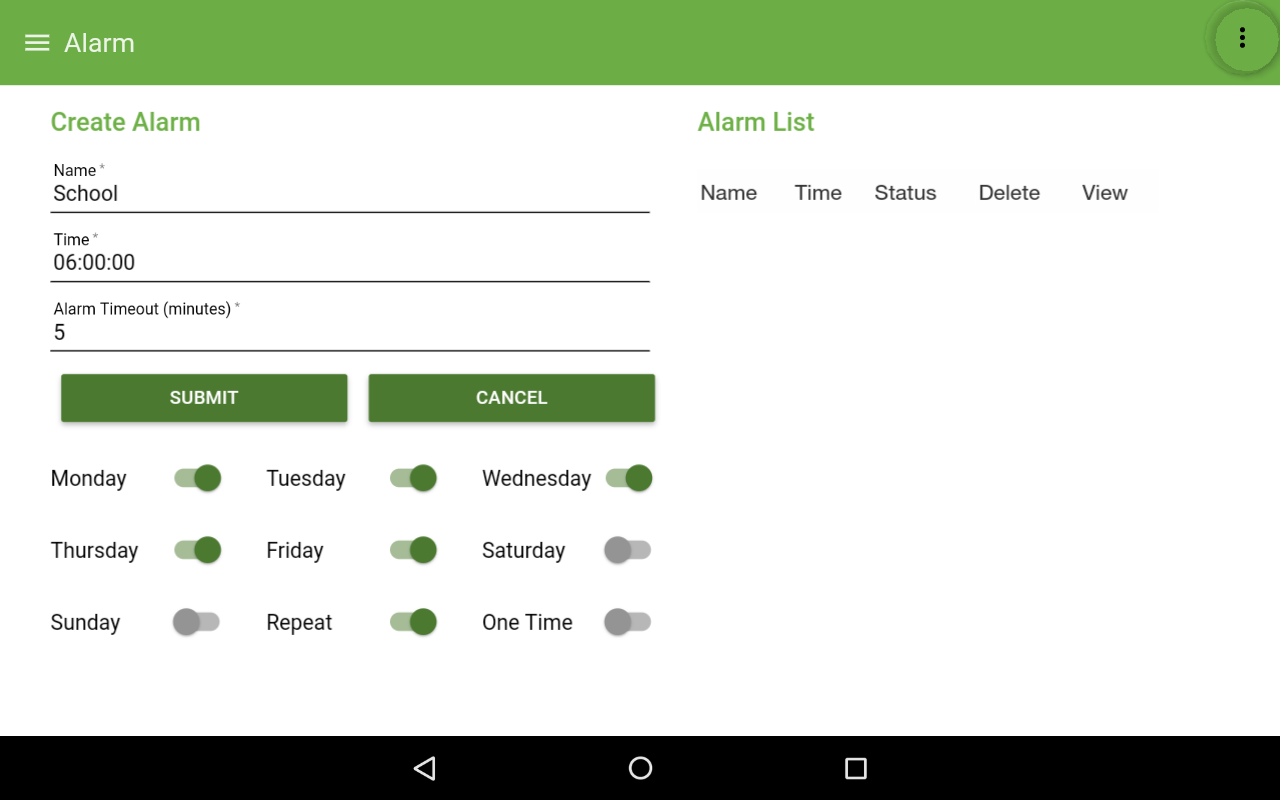 Alarm
Create Alarm
Name *
School
Time *
06:00:00
Alarm Timeout (minutes) *
5
SUBMIT CANCEL
Monday Tuesday Wednesday
Thursday Friday Saturday
Sunday Repeat One Time
Alarm List
Name Time Status Delete View